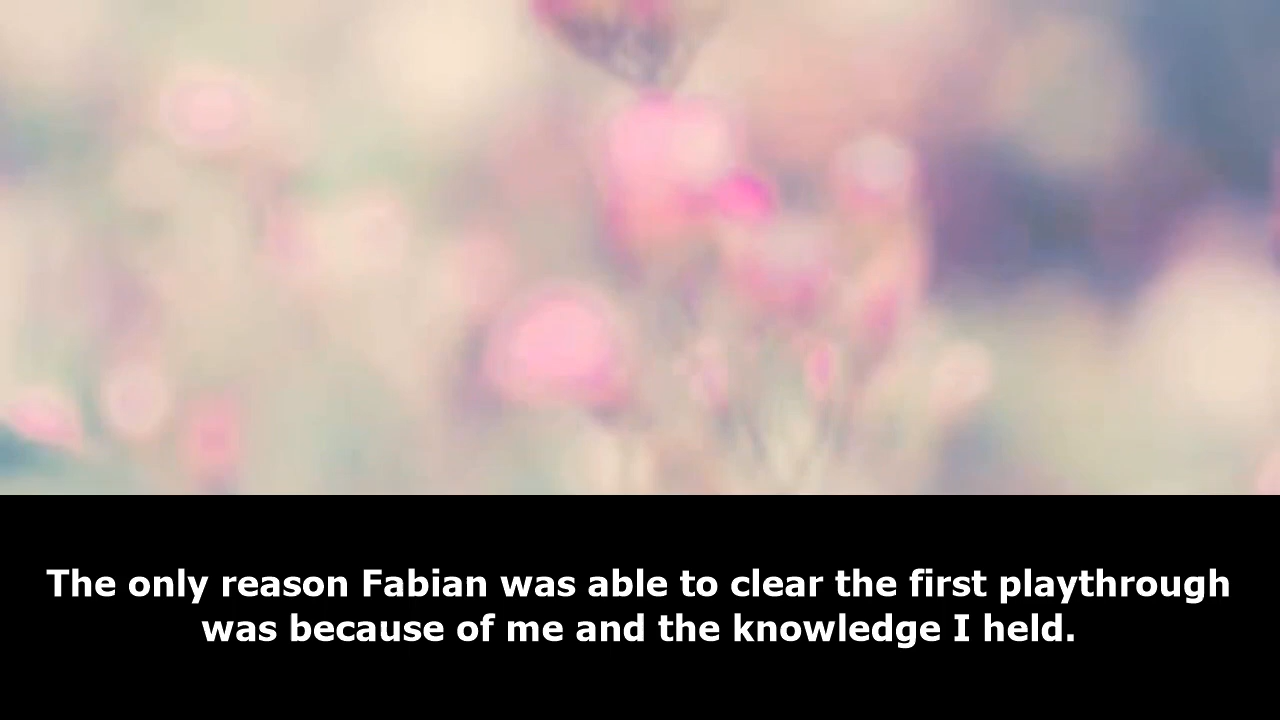 The only reason Fabian was able to clear the first playthrough
was because of me and the knowledge I held.